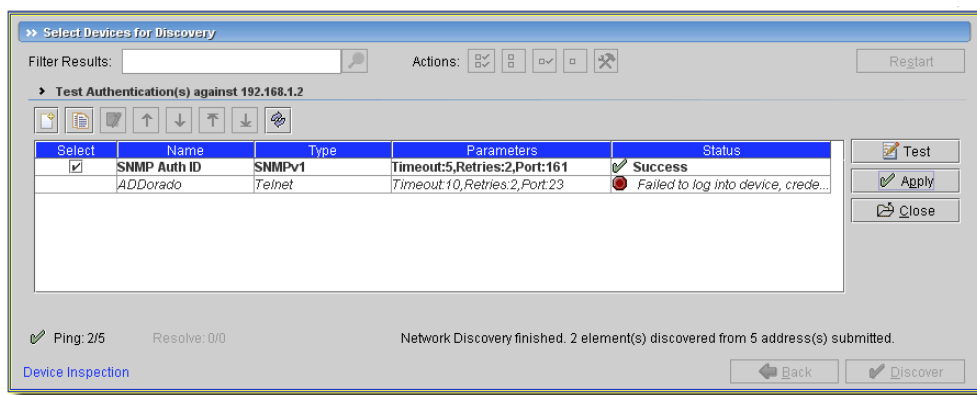 >> Select Devices for Discovery
Filter Results: Actions: Restart
Test Authentication(s) against 192.168.1.2
Select Name Type Parameters Status
SNMP Auth ID SNMPv1 Timeout:5,Retries:2,Port:161 Success
ADDorado Telnet Timeout:10,Retries:2,Port:23 Failed to log into device, crede...
Test
Apply
Close
Ping: 2/5 Resolve: 0/0 Network Discovery finished. 2 element(s) discovered from 5 address(s) submitted.
Device Inspection Back Discover